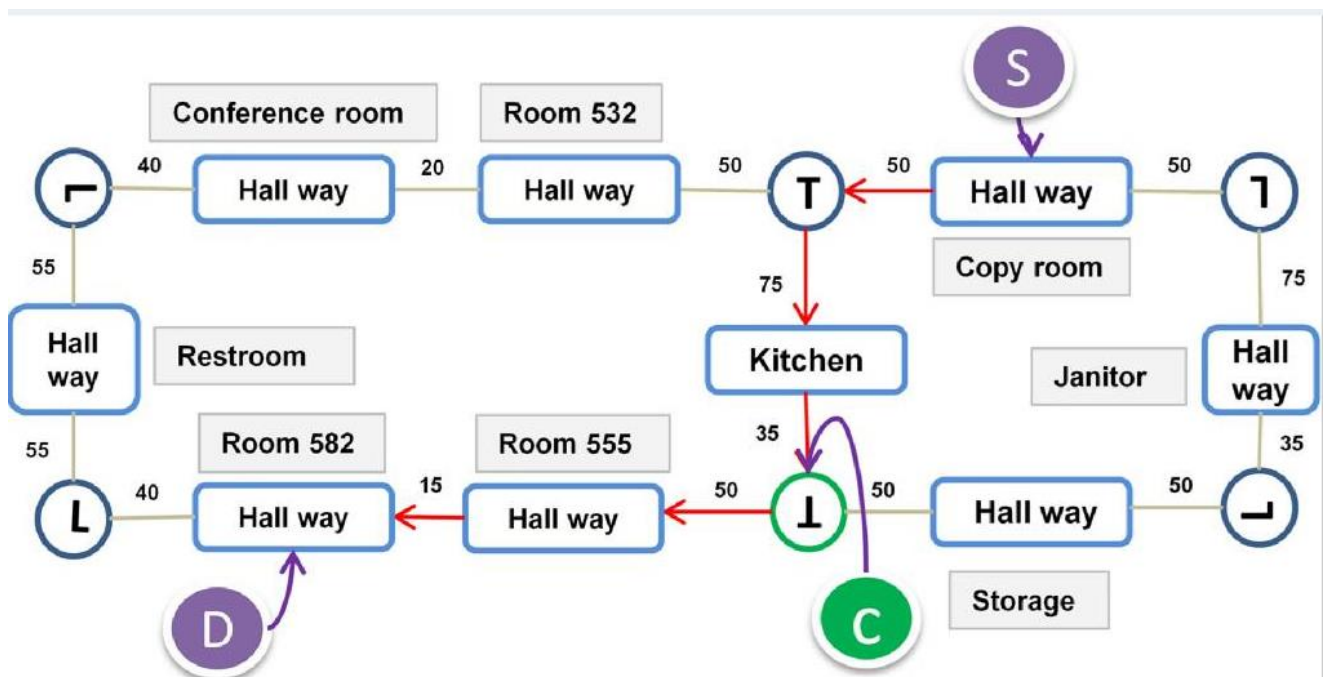 S
Conference room
Room 532
40
20
50
50
50
Hall way
Hall way
T
Hall way
Copy room
55
75
75
Hall
way
Restroom
Kitchen
Janitor
Hall
way
55
Room 582
Room 555
35
35
40
15
50
50
50
L
Hall way
Hall way
Hall way
Storage
D
C